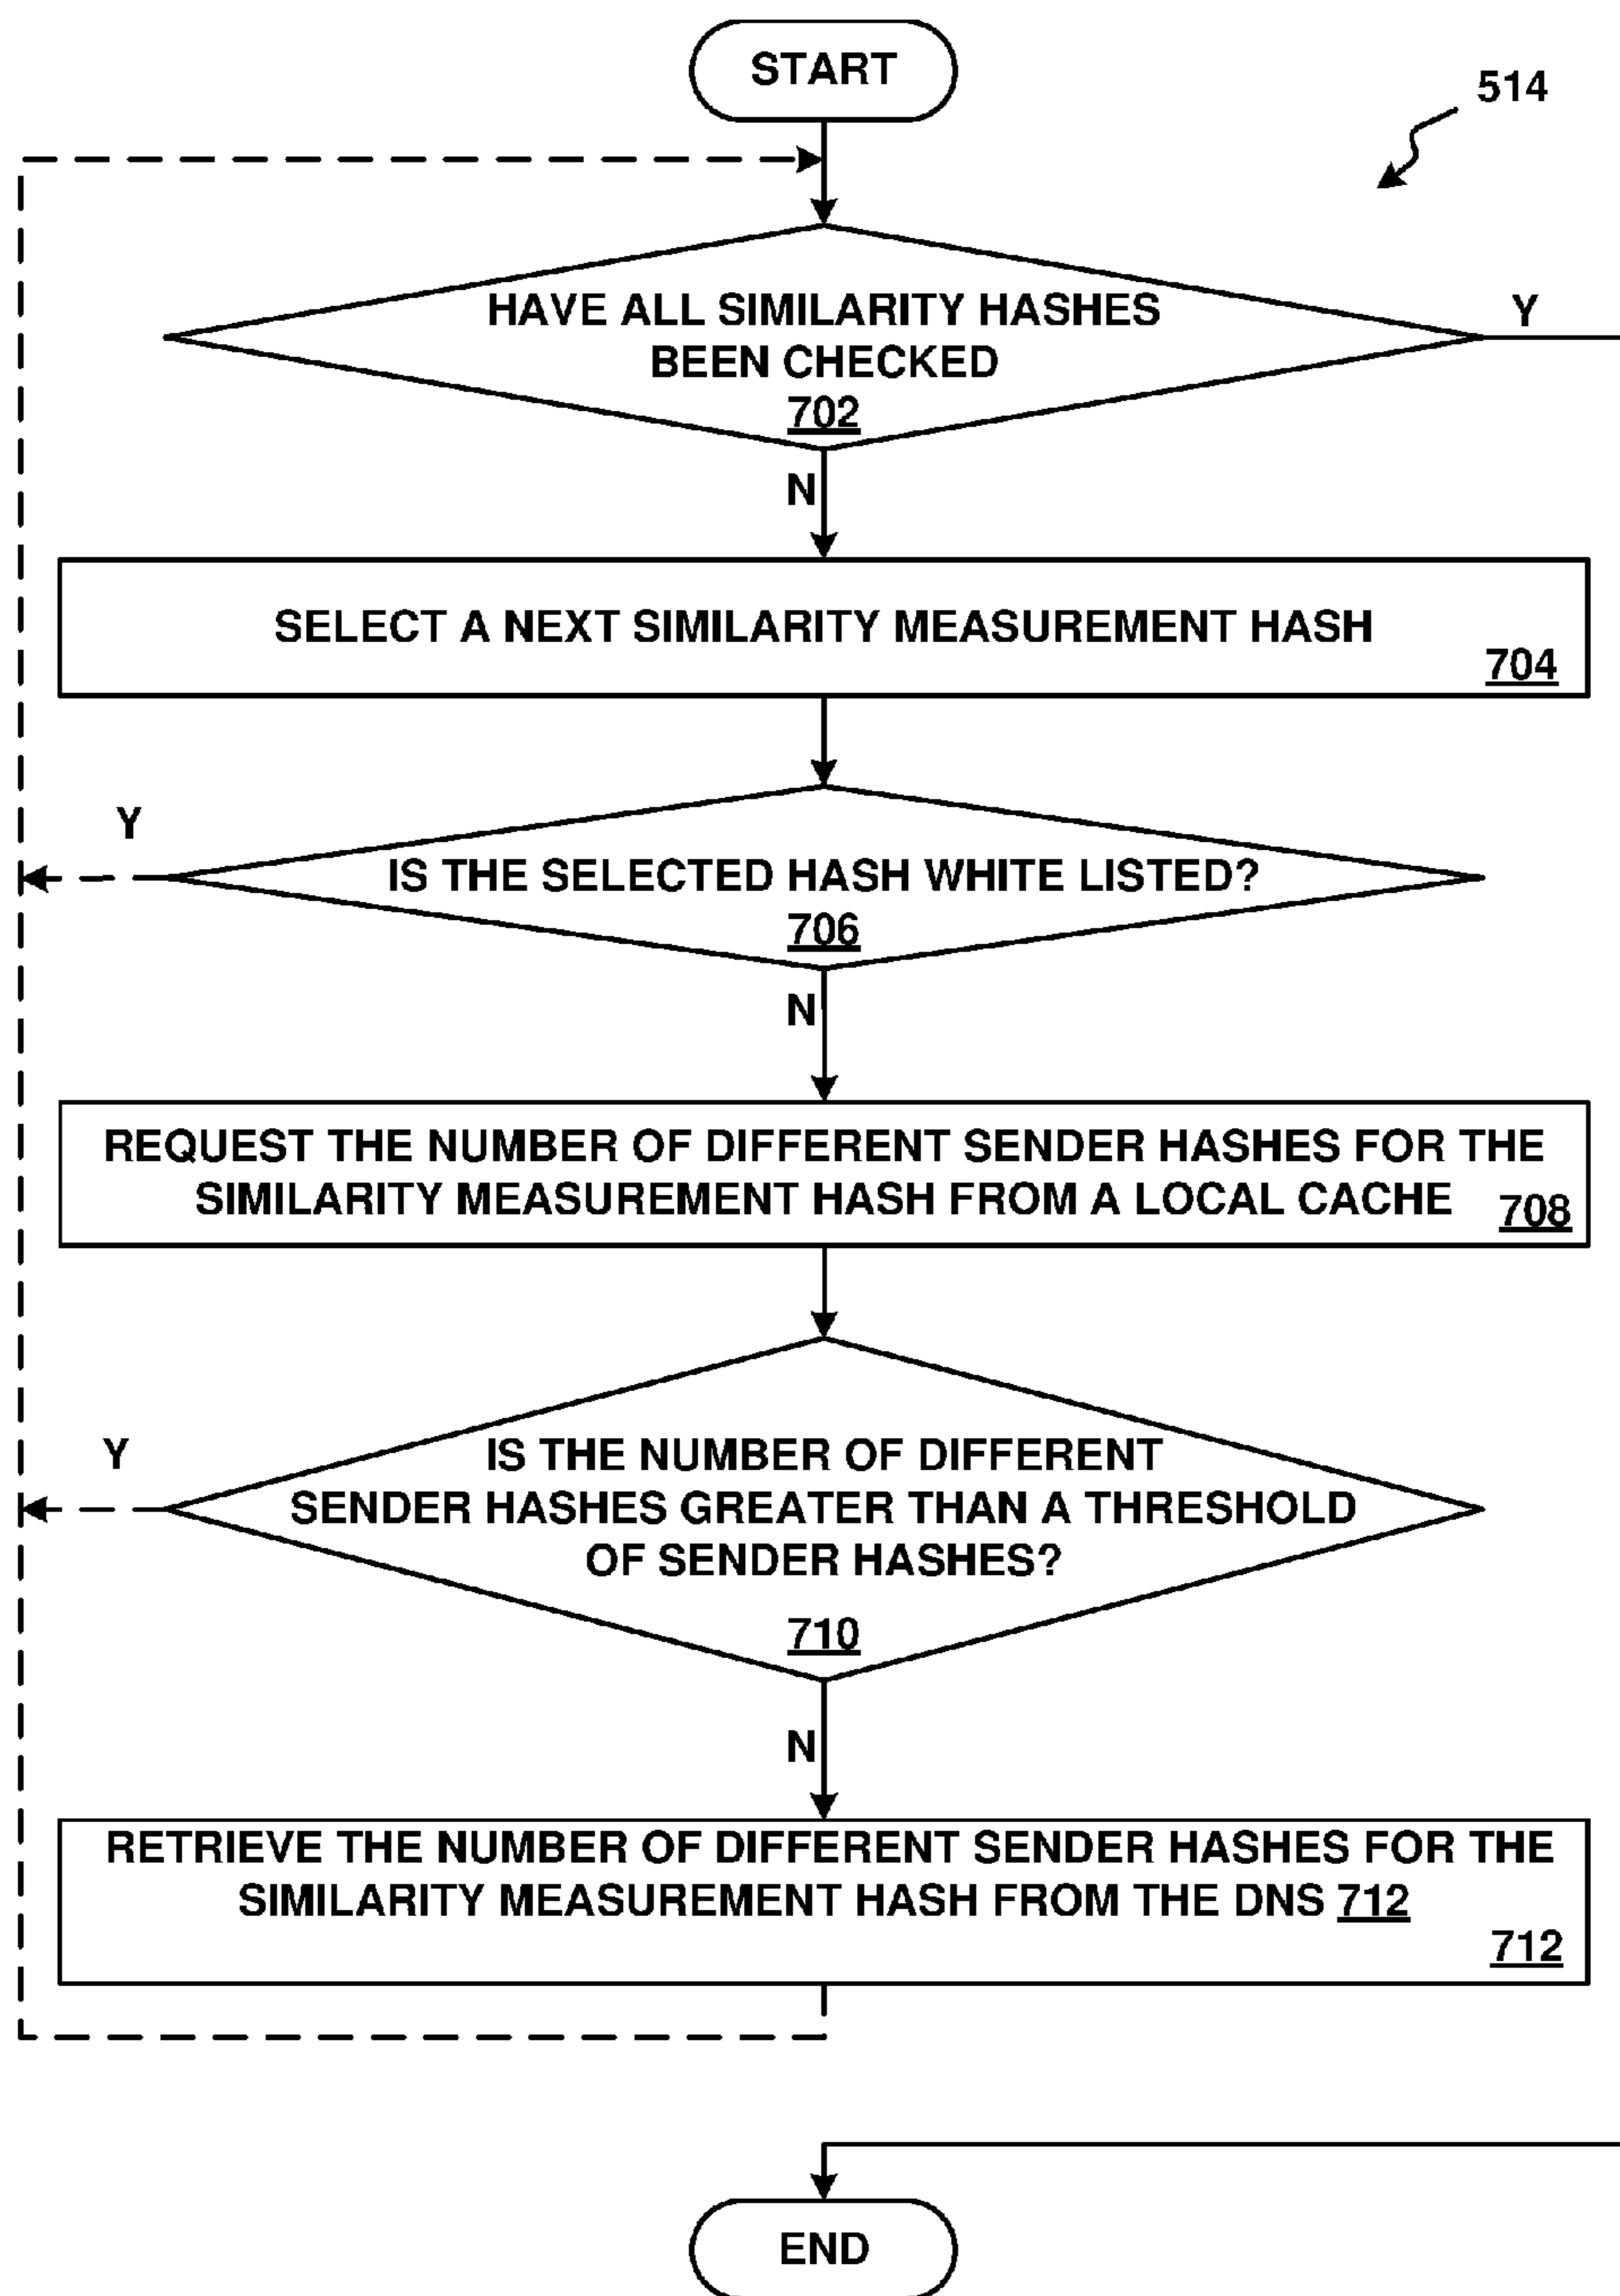 START
514
HAVE ALL SIMILARITY HASHES
BEEN CHECKED
702
Y
N
SELECT A NEXT SIMILARITY MEASUREMENT HASH
704
Y
IS THE SELECTED HASH WHITE LISTED?
706
N
REQUEST THE NUMBER OF DIFFERENT SENDER HASHES FOR THE
SIMILARITY MEASUREMENT HASH FROM A LOCAL CACHE
708
Y
IS THE NUMBER OF DIFFERENT
SENDER HASHES GREATER THAN A THRESHOLD
OF SENDER HASHES?
710
N
RETRIEVE THE NUMBER OF DIFFERENT SENDER HASHES FOR THE
SIMILARITY MEASUREMENT HASH FROM THE DNS 712
712
END